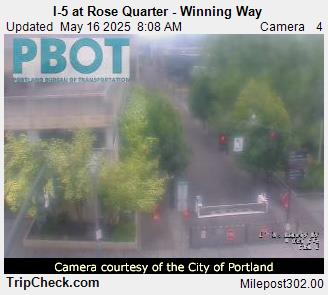 I-5 at Rose Quarter - Winning Way
Updated May 16 2025 8:08 AM Camera 4
PBOT
PORTLAND BUREAU OF TRANSPORTATION
Camera courtesy of the City of Portland
TripCheck.com Milepost302.00